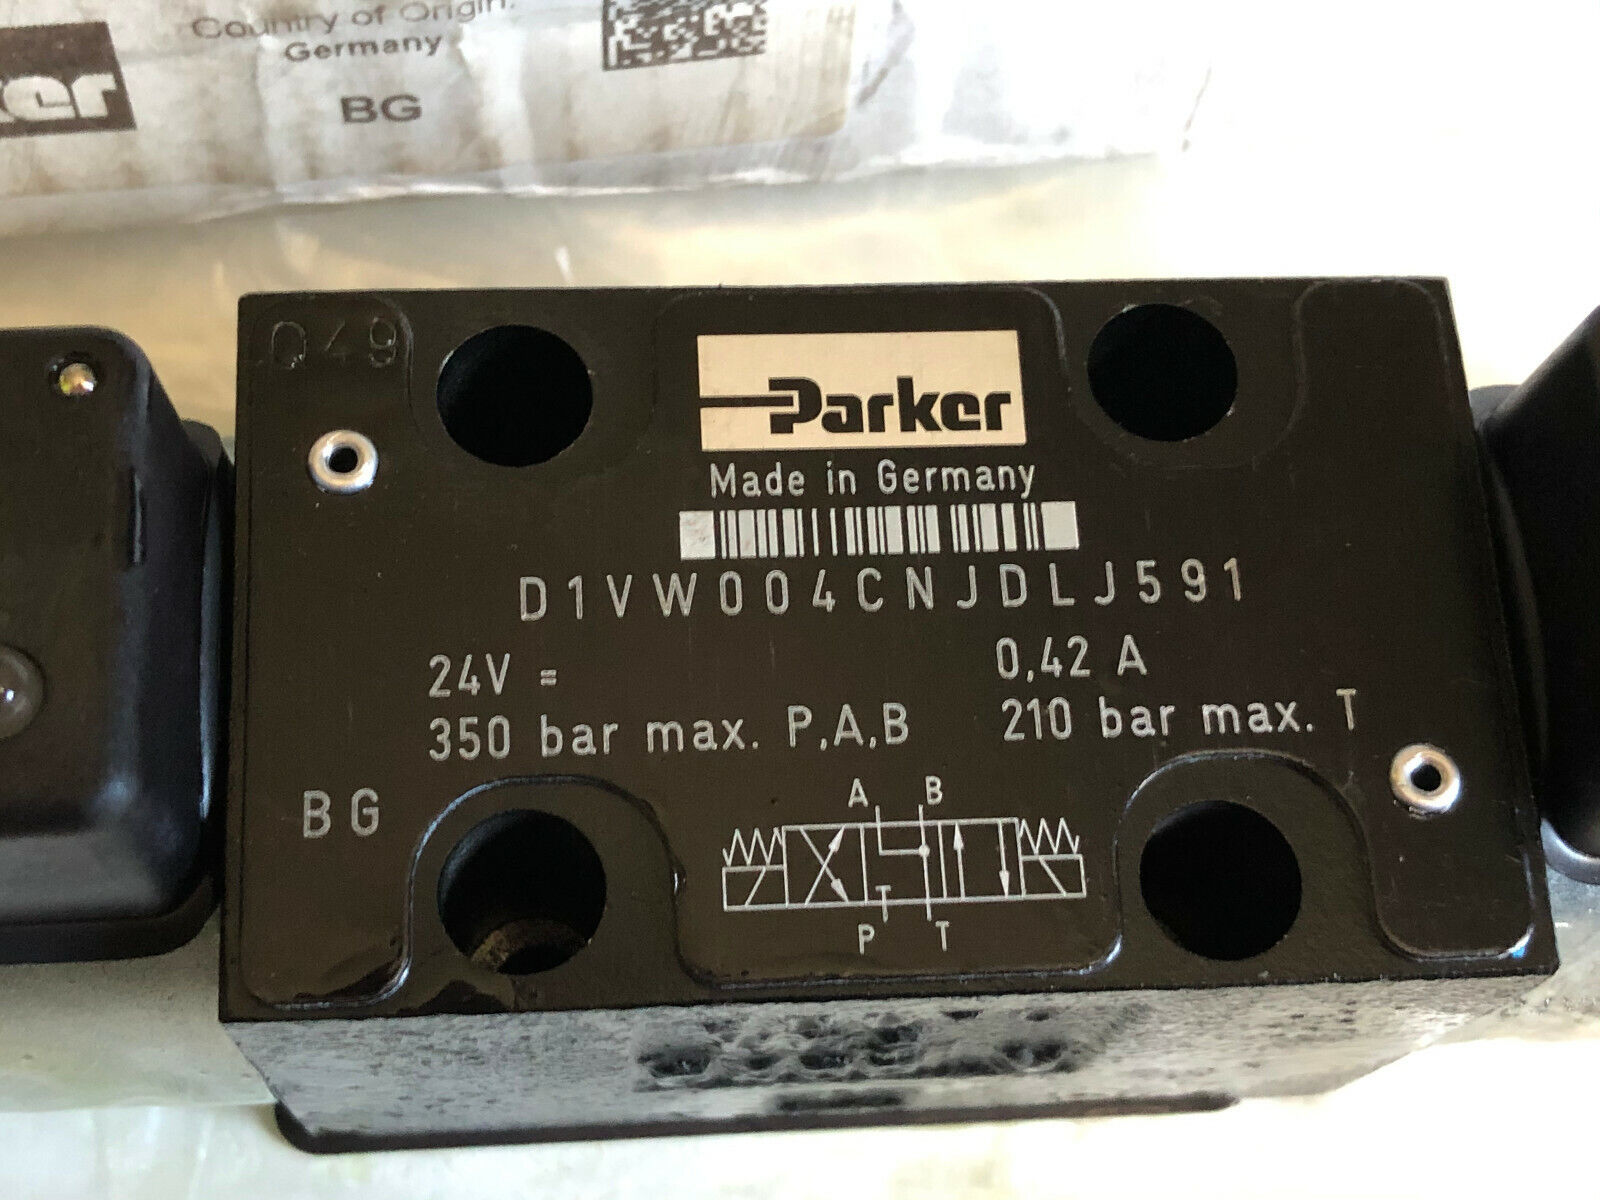 Country of Origin:
Germany
BG
Q49
Parker
Made in Germany
D1VW004CNJDLJ591
24V = 0,42 A
350 bar max. P,A,B 210 bar max. T
BG
A B
T
P T